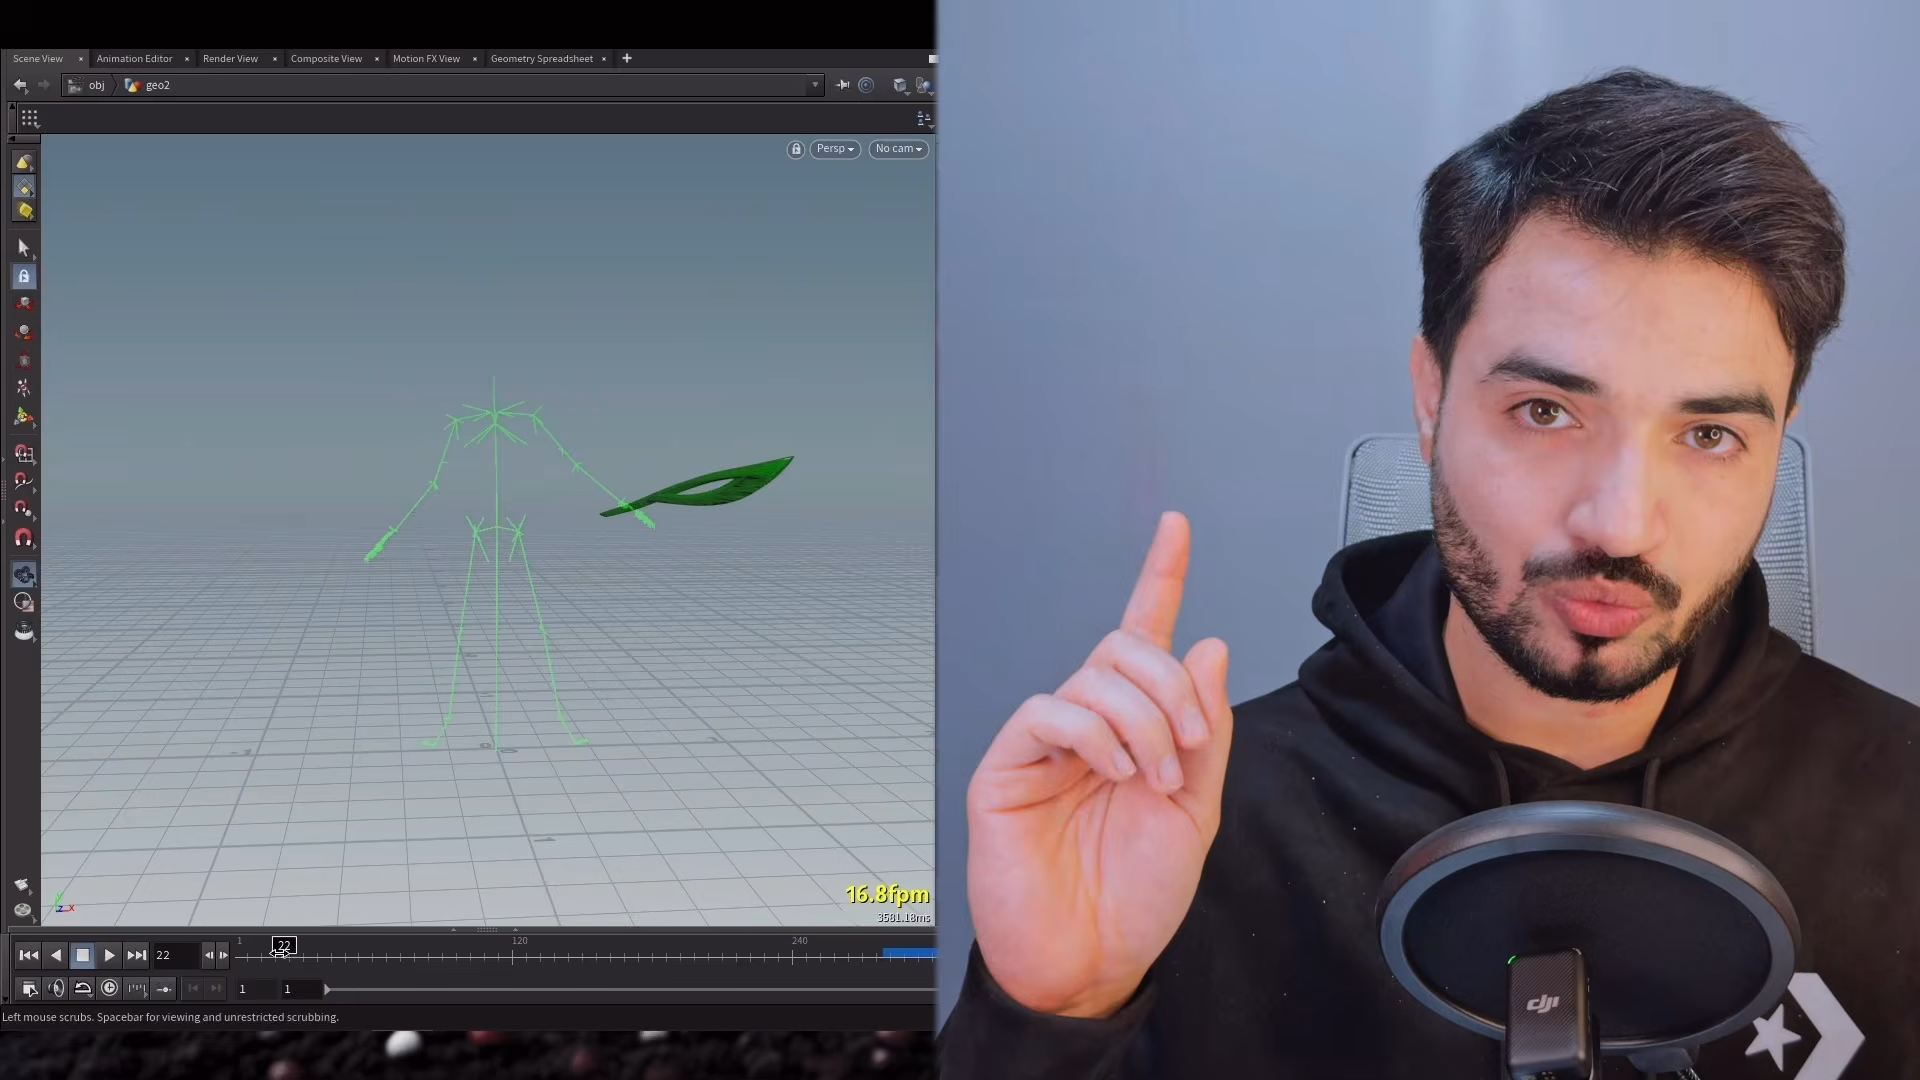 Scene View × Animation Editor × Render View × Composite View × Motion FX View × Geometry Spreadsheet × +
obj geo2
Persp No cam
16.8fpm
3581.18ms
1 22 120 240
22
1 1
Left mouse scrubs. Spacebar for viewing and unrestricted scrubbing.
dji